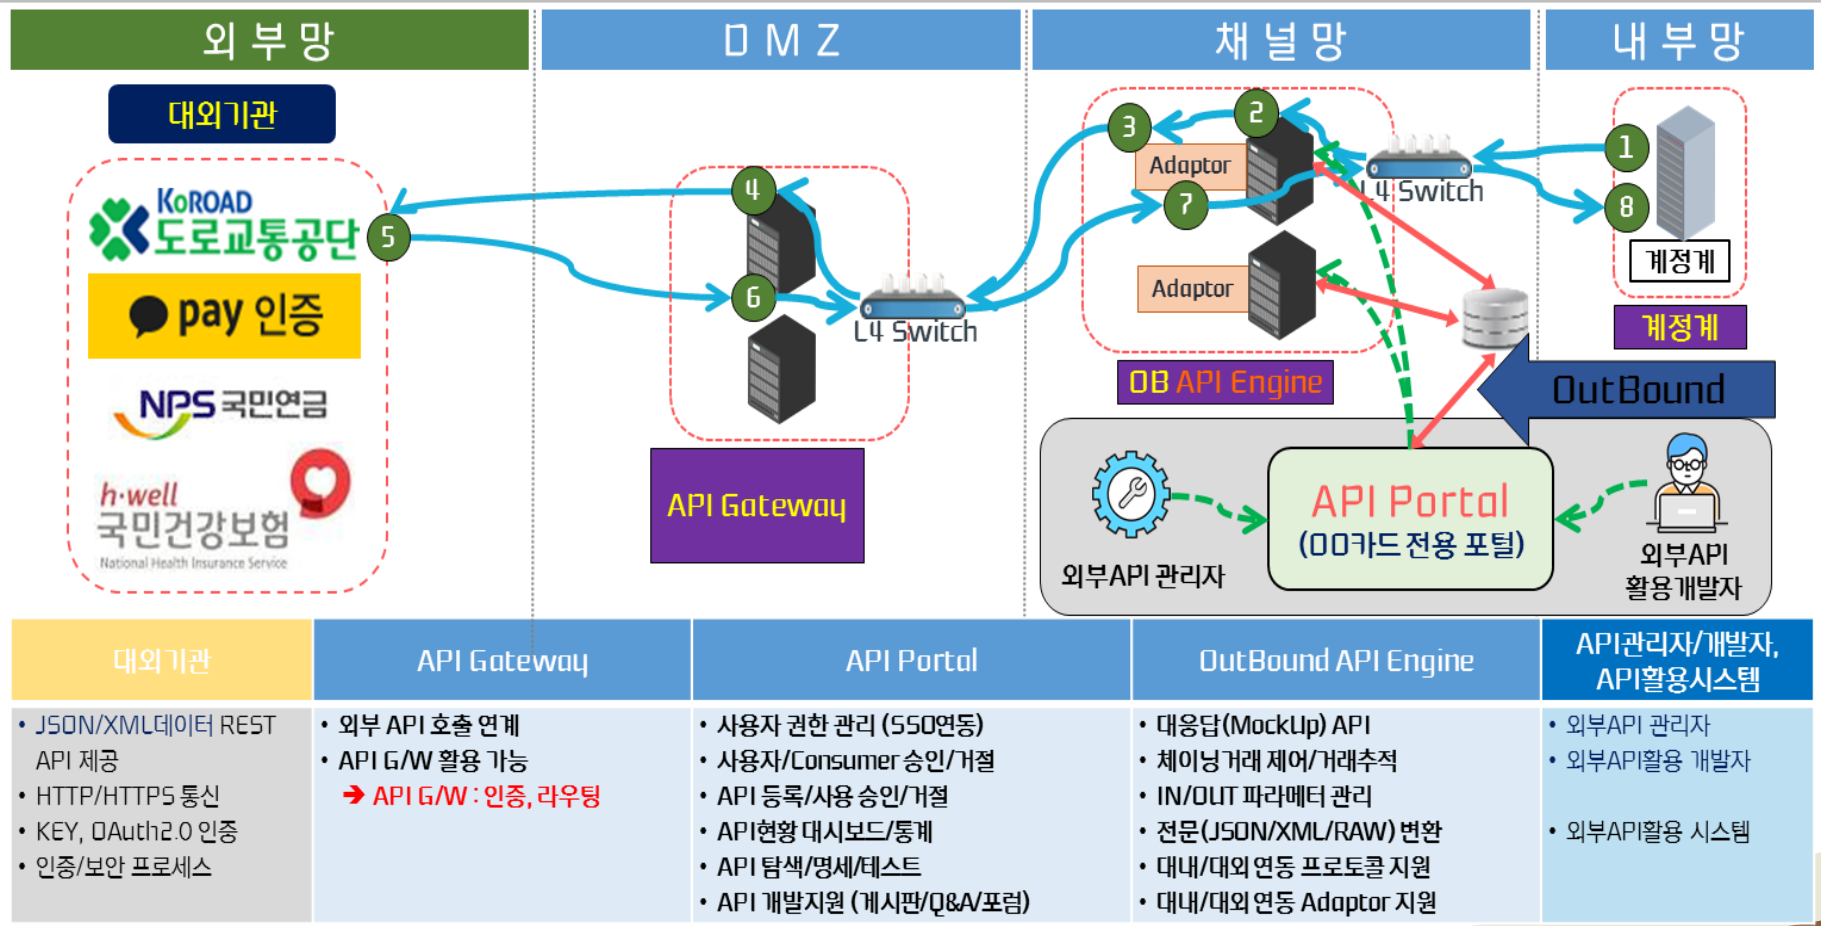 외부망
DMZ
채널망
내부망
대외기관
KoROAD
도로교통공단
pay 인증
NPS 국민연금
h·well
국민건강보험
National Health Insurance Service
5
4
6
L4 Switch
API Gateway
3
2
Adaptor
7
Adaptor
L4 Switch
OB API Engine
1
8
계정계
계정계
OutBound
외부API 관리자
API Portal
(OO카드 전용 포털)
외부API
활용개발자
대외기관
• JSON/XML데이터 REST
API 제공
• HTTP/HTTPS 통신
• KEY, OAuth2.0 인증
• 인증/보안 프로세스
API Gateway
• 외부 API 호출 연계
• API G/W 활용 가능
➔ API G/W : 인증, 라우팅
API Portal
• 사용자 권한 관리 (SSO연동)
• 사용자/Consumer 승인/거절
• API 등록/사용 승인/거절
• API현황 대시보드/통계
• API 탐색/명세/테스트
• API 개발지원 (게시판/Q&A/포럼)
OutBound API Engine
• 대응답(MockUp) API
• 체이닝거래 제어/거래추적
• IN/OUT 파라메터 관리
• 전문(JSON/XML/RAW) 변환
• 대내/대외 연동 프로토콜 지원
• 대내/대외 연동 Adaptor 지원
API관리자/개발자,
API활용시스템
• 외부API 관리자
• 외부API활용 개발자
• 외부API활용 시스템